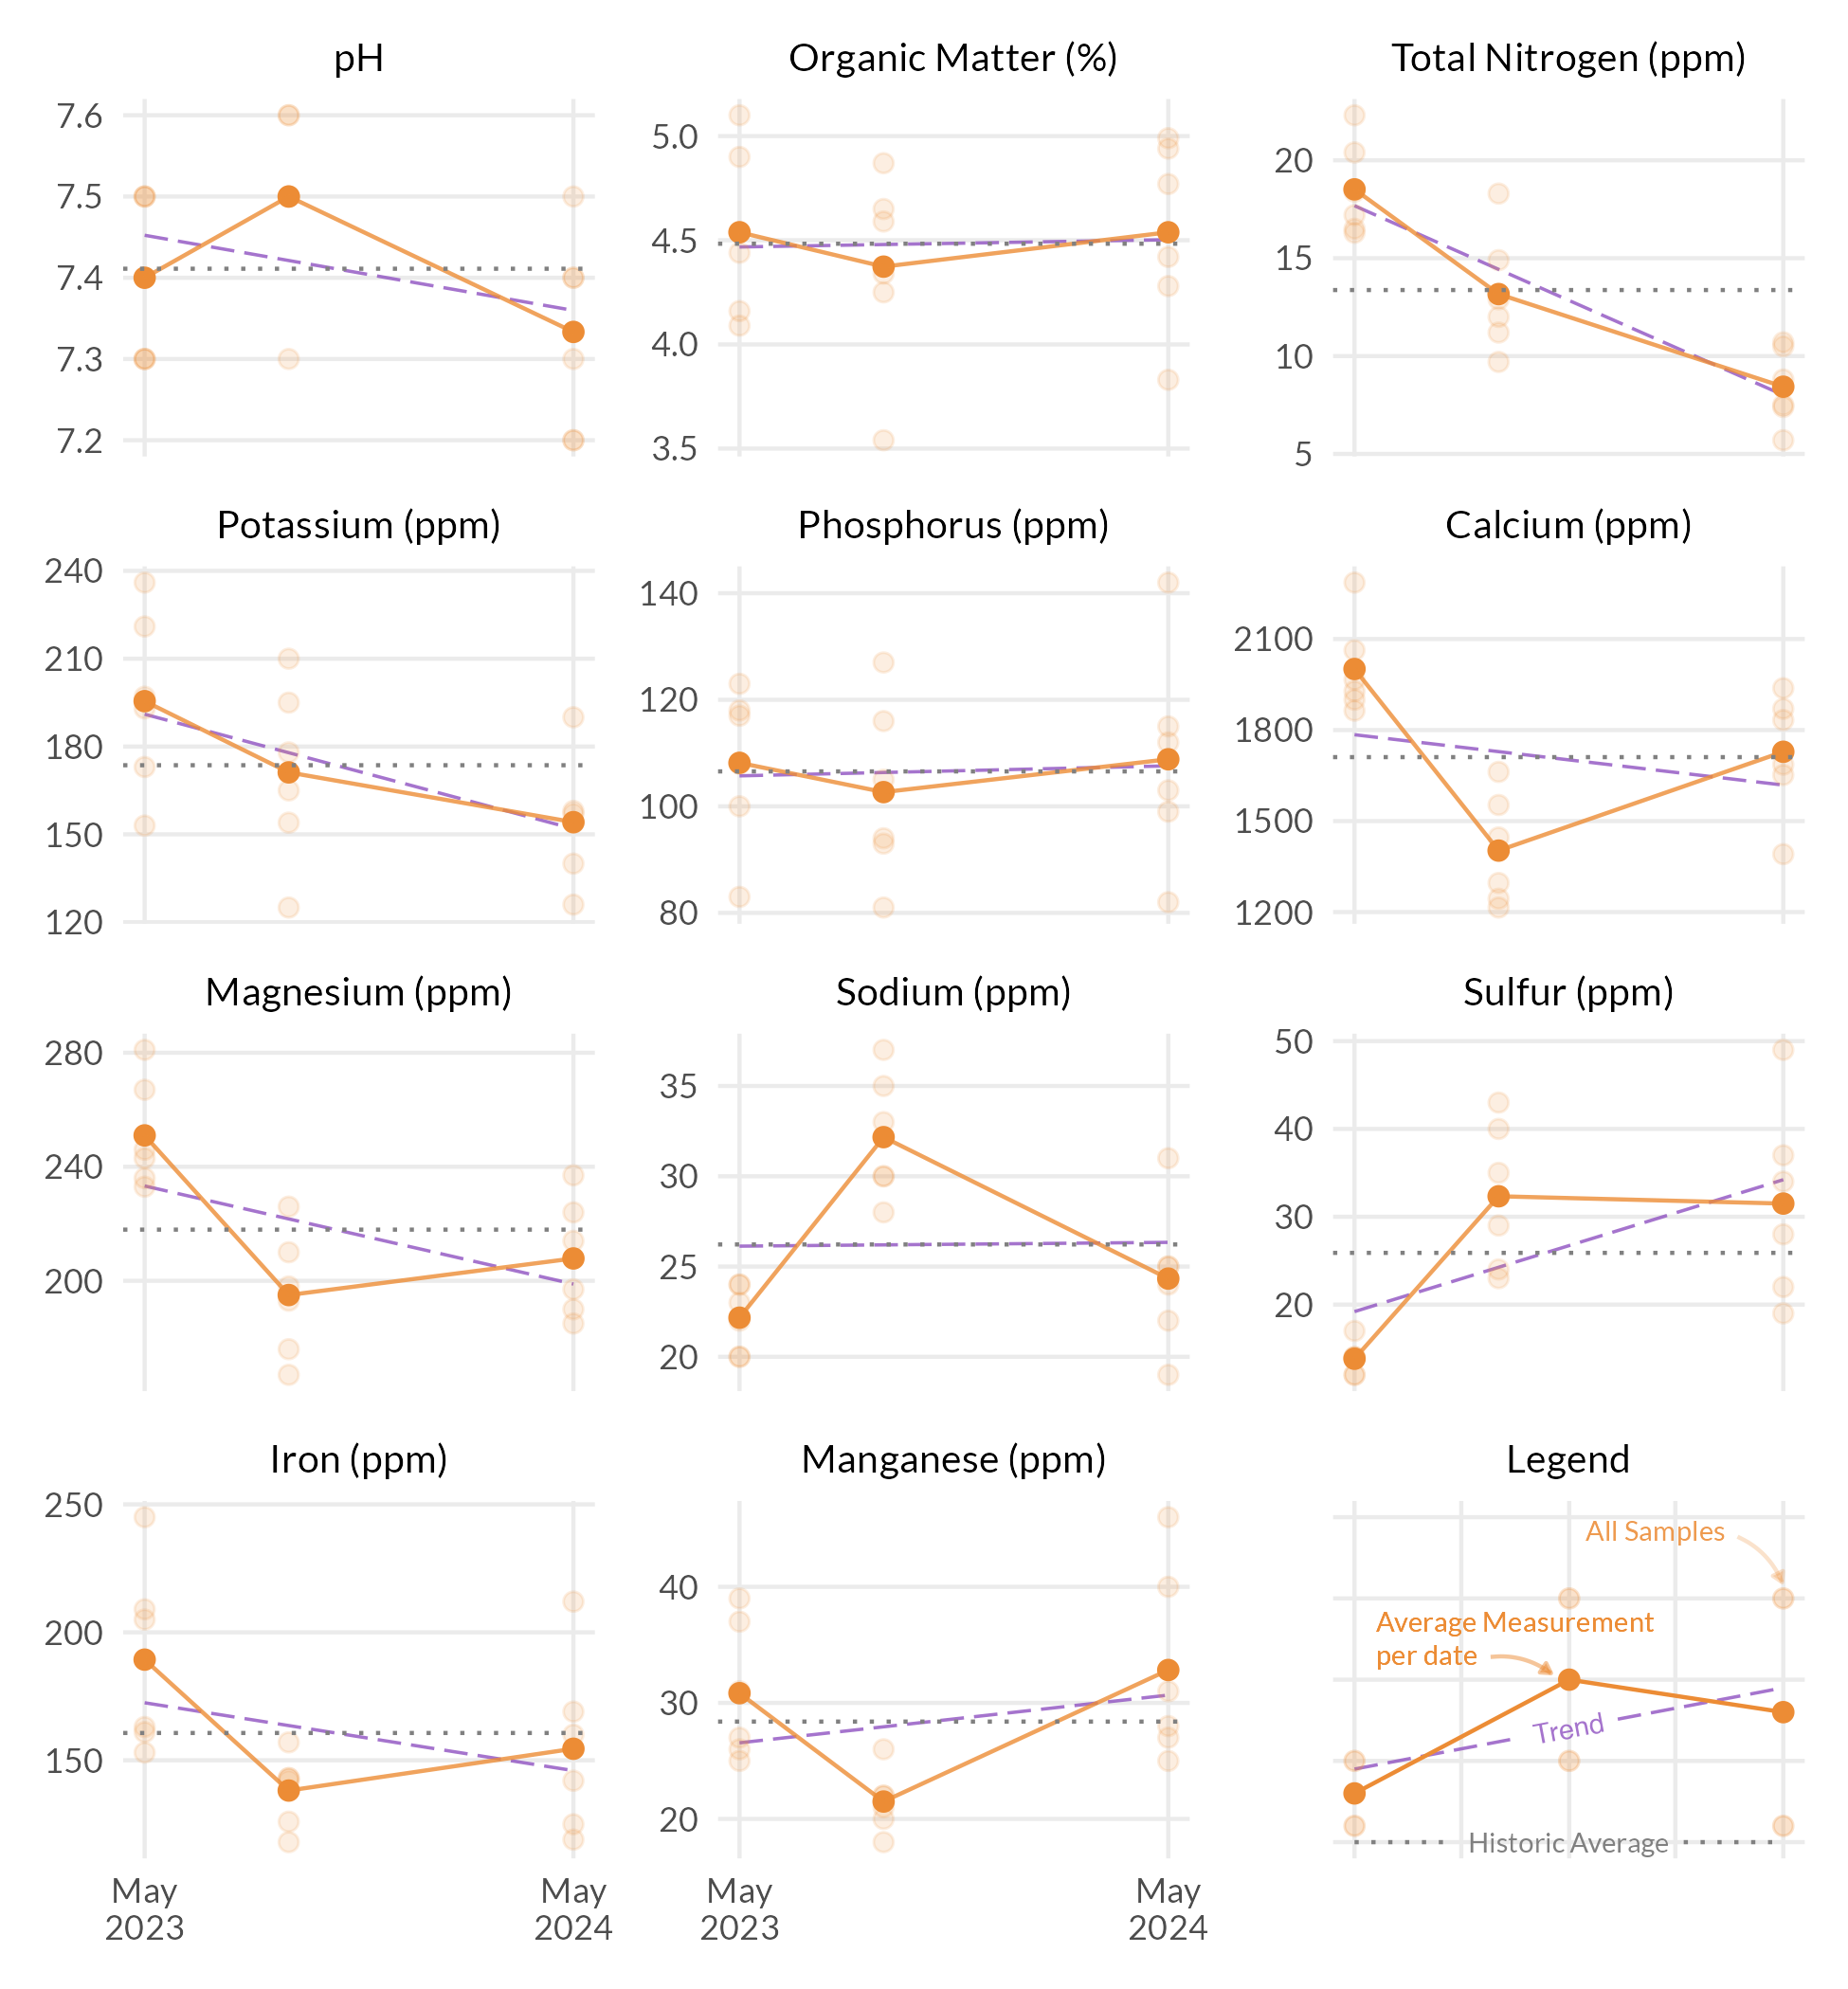 pH
7.6
7.5
7.4
7.3
7.2
Organic Matter (%)
5.0
4.5
4.0
3.5
Total Nitrogen (ppm)
20
15
10
5
Potassium (ppm)
240
210
180
150
120
Phosphorus (ppm)
140
120
100
80
Calcium (ppm)
2100
1800
1500
1200
Magnesium (ppm)
280
240
200
Sodium (ppm)
35
30
25
20
Sulfur (ppm)
50
40
30
20
Iron (ppm)
250
200
150
May
2023
May
2024
Manganese (ppm)
40
30
20
May
2023
May
2024
Legend
All Samples
Average Measurement
per date
Trend
Historic Average